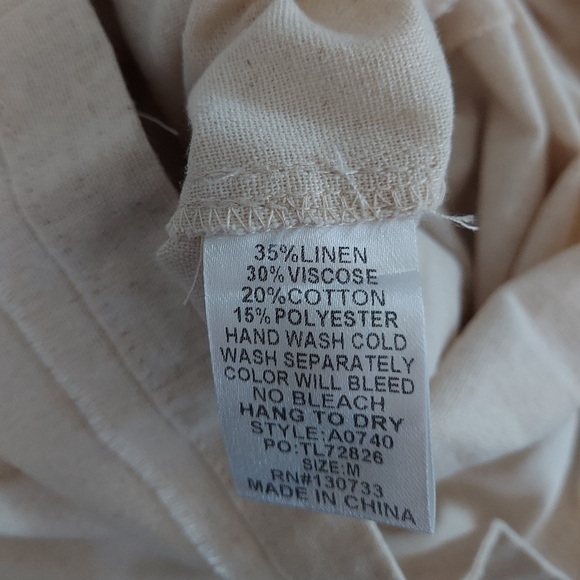 35%LINEN
30%VISCOSE
20%COTTON
15%POLYESTER
HAND WASH COLD
WASH SEPARATELY
COLOR WILL BLEED
NO BLEACH
HANG TO DRY
STYLE:A0740
PO:TL72826
SIZE:M
RN#130733
MADE IN CHINA